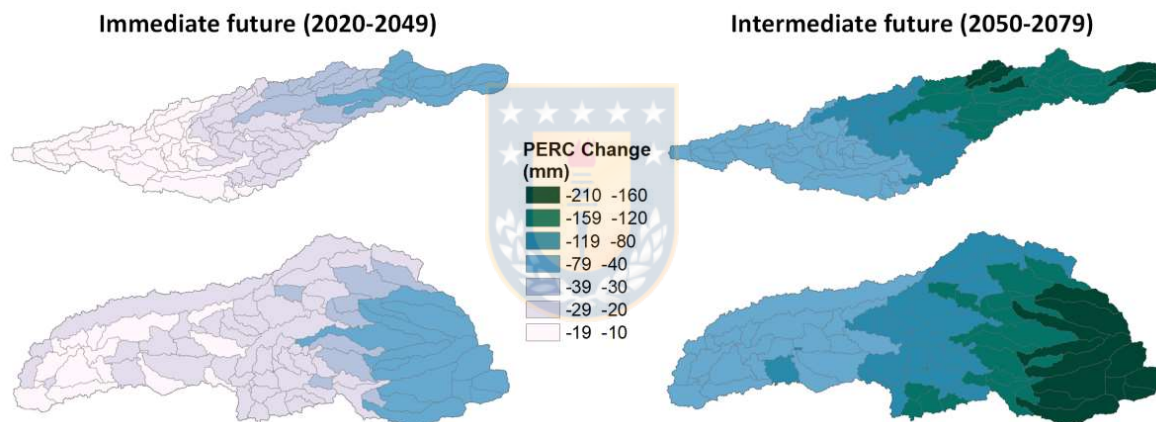 Immediate future (2020-2049)
Intermediate future (2050-2079)
PERC Change
(mm)
-210 -160
-159 -120
-119 -80
-79 -40
-39 -30
-29 -20
-19 -10